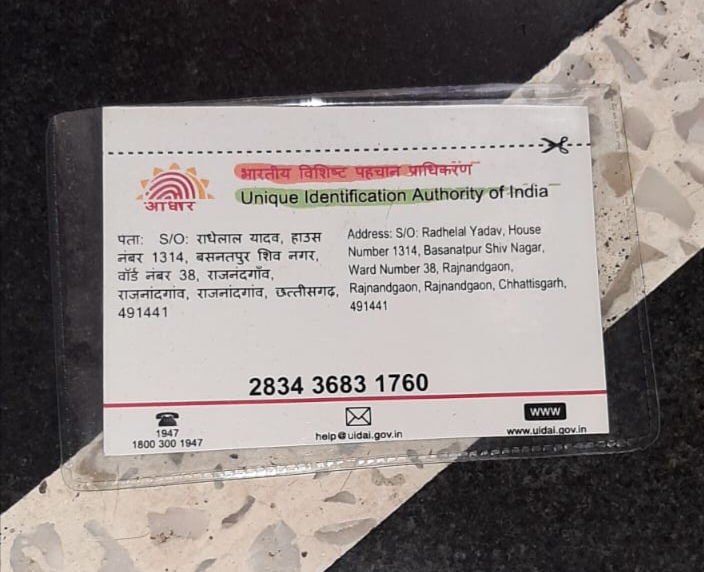 भारतीय विशिष्ट पहचान प्राधिकरण
Unique Identification Authority of India
आधार
पता: S/O: राधेलाल यादव, हाउस
नंबर 1314, बसनतपुर शिव नगर,
वॉर्ड नंबर 38, राजनंदगाँव,
राजनांदगांव, राजनांदगांव, छत्तीसगढ़,
491441
Address: S/O: Radhelal Yadav, House
Number 1314, Basanatpur Shiv Nagar,
Ward Number 38, Rajnandgaon,
Rajnandgaon, Rajnandgaon, Chhattisgarh,
491441
2834 3683 1760
1947
1800 300 1947
help@uidai.gov.in
www
www.uidai.gov.in